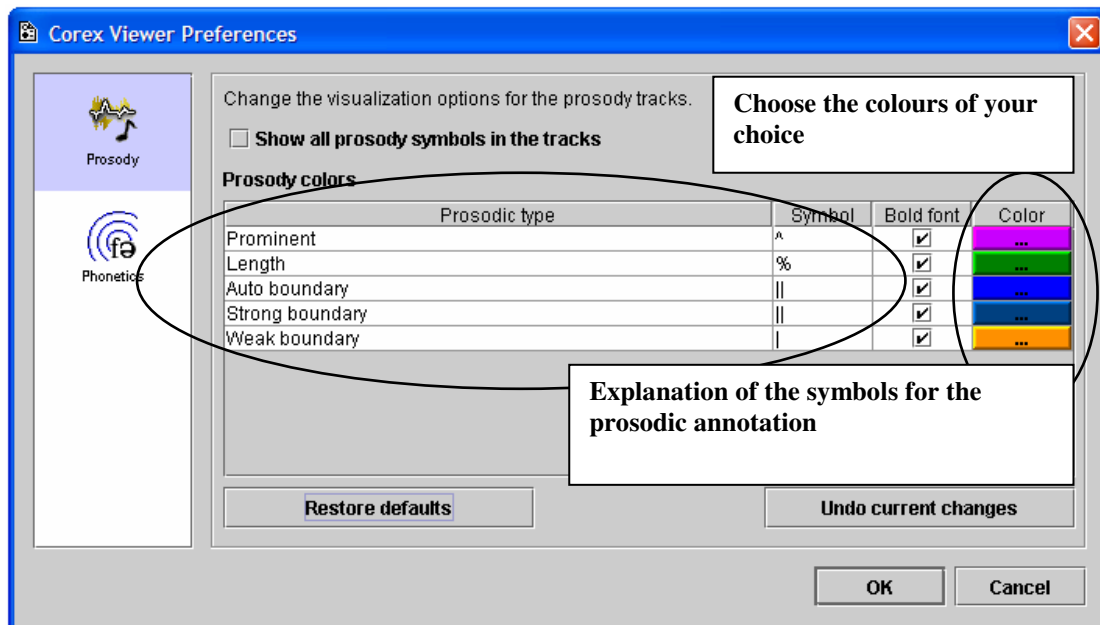 Corex Viewer Preferences
Prosody
Phonetics
fə
Change the visualization options for the prosody tracks.
Show all prosody symbols in the tracks
Choose the colours of your
choice
Prosody colors
Prosodic type Symbol Bold font Color
Prominent ^ ...
Length % ...
Auto boundary || ...
Strong boundary || ...
Weak boundary | ...
Explanation of the symbols for the
prosodic annotation
Restore defaults Undo current changes
OK Cancel